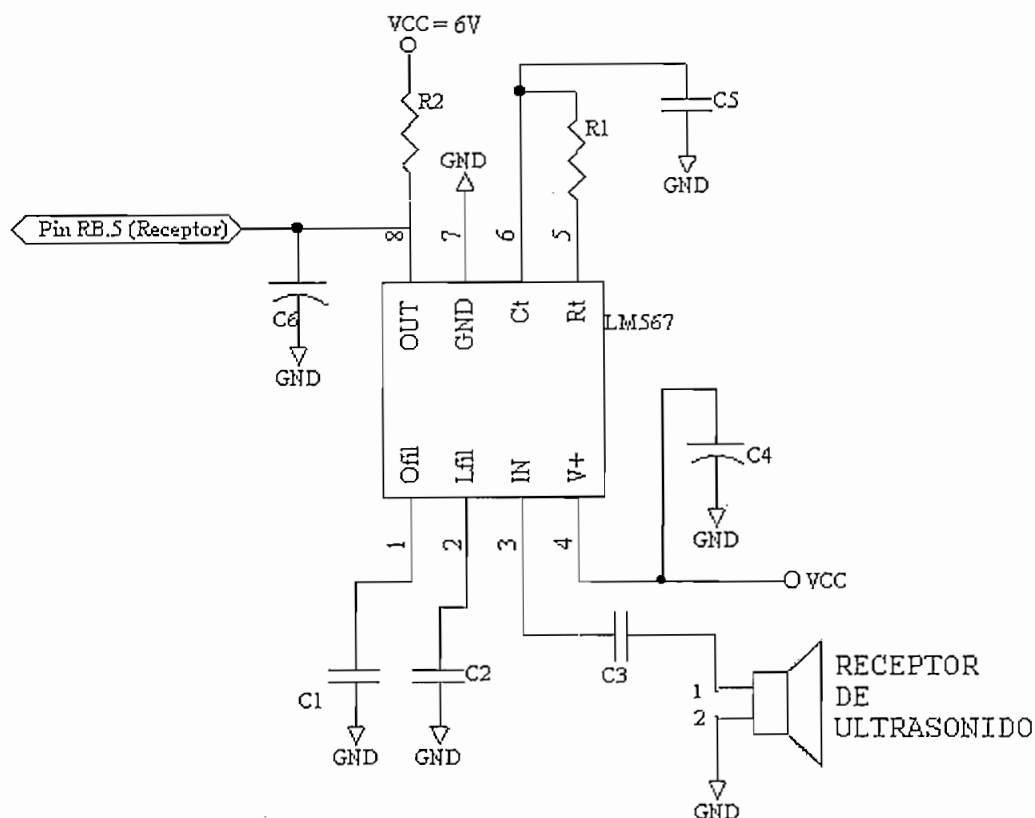 VCC = 6V
R2
R1
C5
GND
GND
Pin RB.5 (Receptor)
8
7
6
5
C6
GND
OUT
GND
Ct
Rt
LM567
Ofil
Lfil
IN
V+
C4
GND
1
2
3
4
VCC
C1
C2
C3
GND
GND
1
2
RECEPTOR
DE
ULTRASONIDO
GND